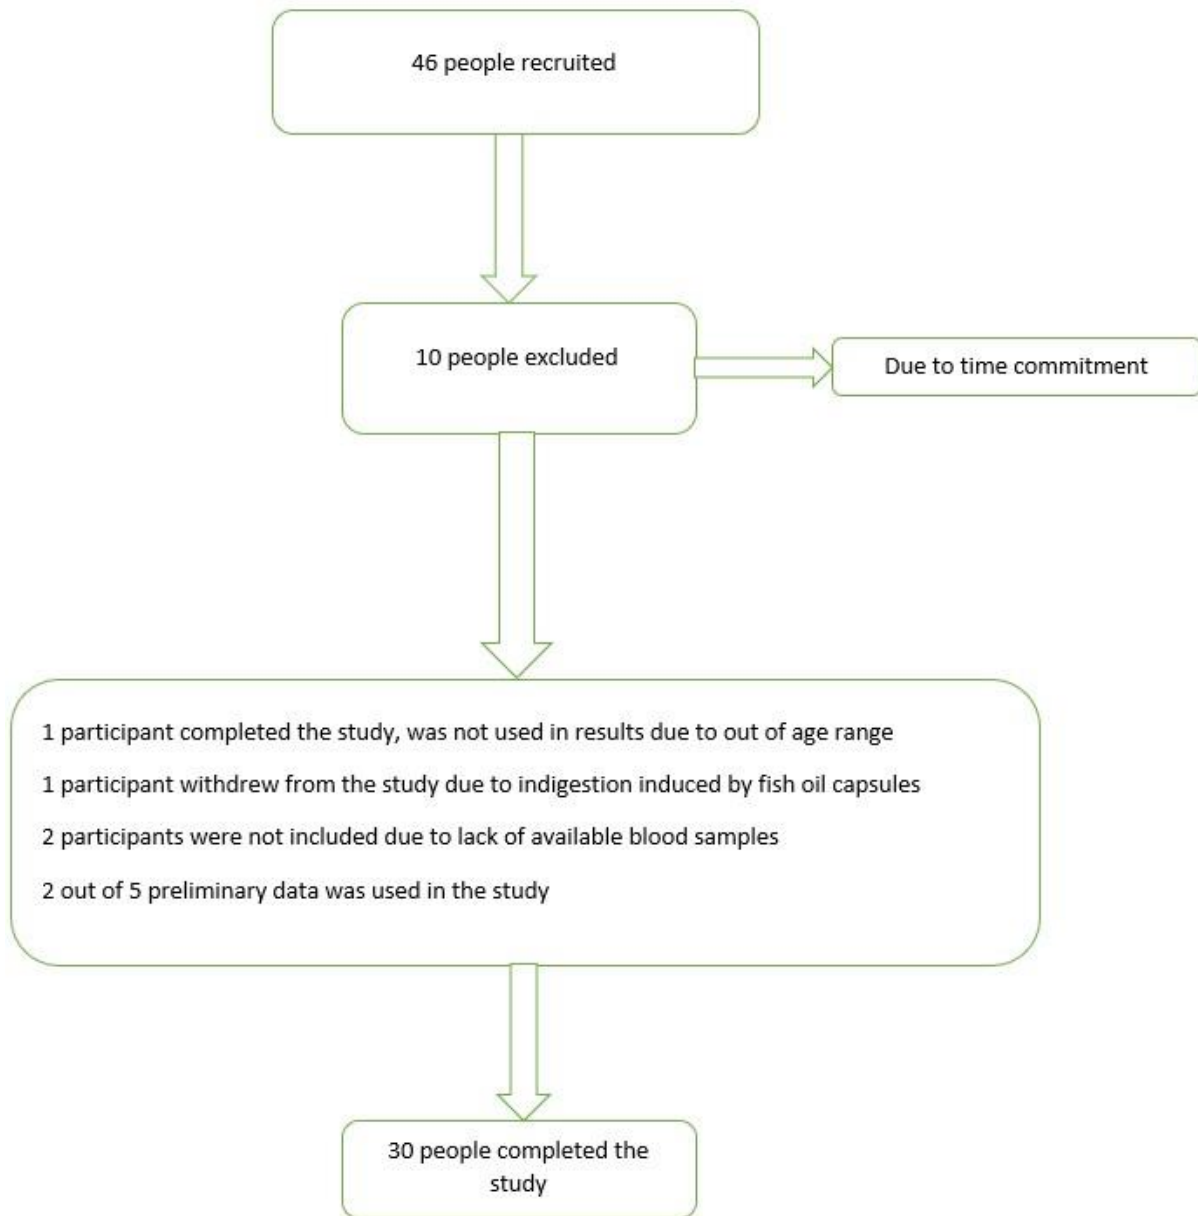 46 people recruited
10 people excluded
Due to time commitment
1 participant completed the study, was not used in results due to out of age range
1 participant withdrew from the study due to indigestion induced by fish oil capsules
2 participants were not included due to lack of available blood samples
2 out of 5 preliminary data was used in the study
30 people completed the
study